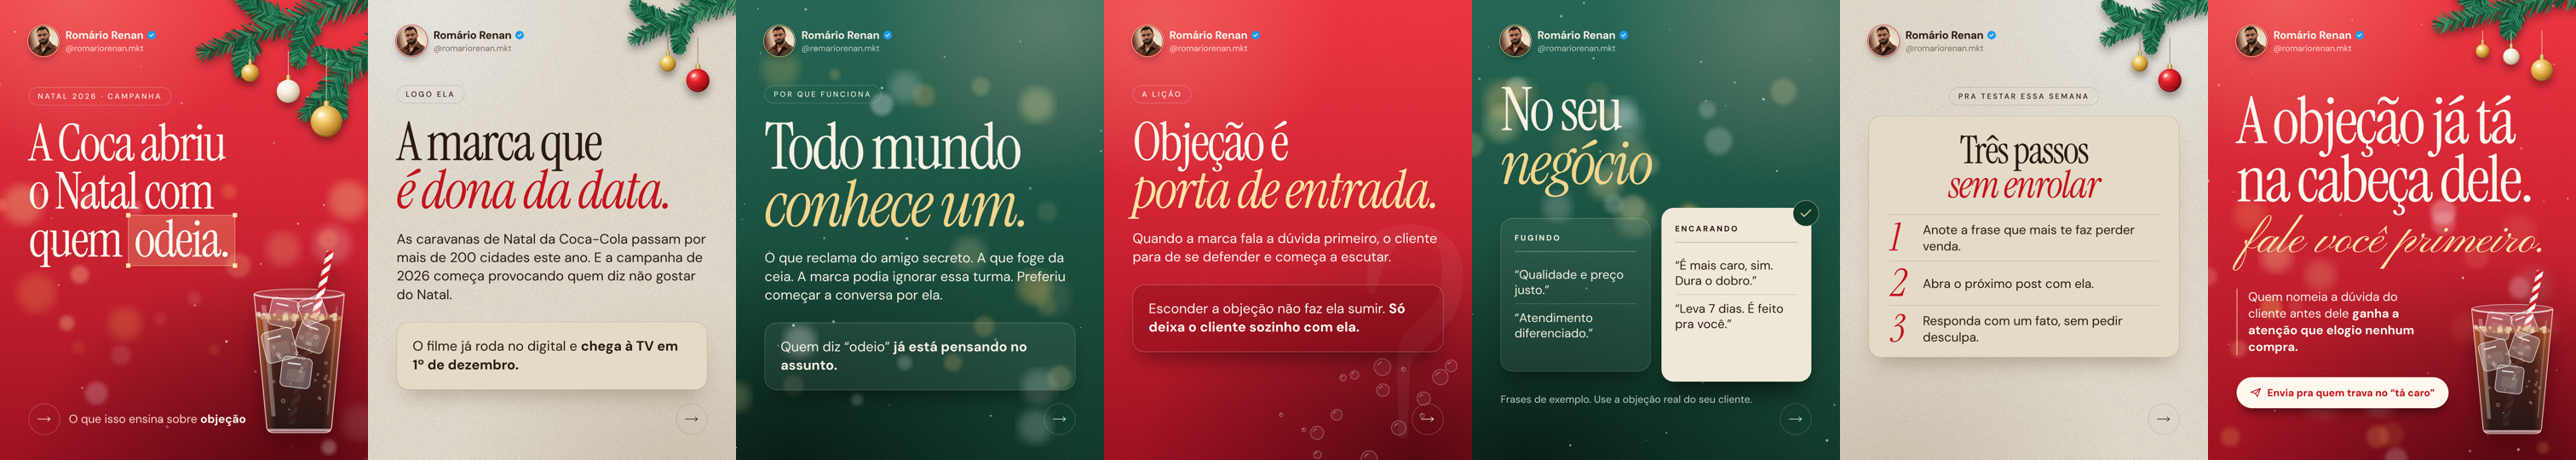 Romário Renan
@romariorenan.mkt
NATAL 2026 · CAMPANHA
A Coca abriu
o Natal com
quem odeia.
O que isso ensina sobre objeção
Romário Renan
@romariorenan.mkt
LOGO ELA
A marca que
é dona da data.
As caravanas de Natal da Coca-Cola passam por
mais de 200 cidades este ano. E a campanha de
2026 começa provocando quem diz não gostar
do Natal.
O filme já roda no digital e chega à TV em
1º de dezembro.
Romário Renan
@romariorenan.mkt
POR QUE FUNCIONA
Todo mundo
conhece um.
O que reclama do amigo secreto. A que foge da
ceia. A marca podia ignorar essa turma. Preferiu
começar a conversa por ela.
Quem diz “odeio” já está pensando no
assunto.
Romário Renan
@romariorenan.mkt
A LIÇÃO
Objeção é
porta de entrada.
Quando a marca fala a dúvida primeiro, o cliente
para de se defender e começa a escutar.
Esconder a objeção não faz ela sumir. Só
deixa o cliente sozinho com ela.
?
Romário Renan
@romariorenan.mkt
No seu
negócio
FUGINDO
“Qualidade e preço
justo.”
“Atendimento
diferenciado.”
ENCARANDO
“É mais caro, sim.
Dura o dobro.”
“Leva 7 dias. É feito
pra você.”
Frases de exemplo. Use a objeção real do seu cliente.
Romário Renan
@romariorenan.mkt
PRA TESTAR ESSA SEMANA
Três passos
sem enrolar
1 Anote a frase que mais te faz perder
venda.
2 Abra o próximo post com ela.
3 Responda com um fato, sem pedir
desculpa.
Romário Renan
@romariorenan.mkt
A objeção já tá
na cabeça dele.
fale você primeiro.
Quem nomeia a dúvida do
cliente antes dele ganha a
atenção que elogio nenhum
compra.
Envia pra quem trava no “tá caro”